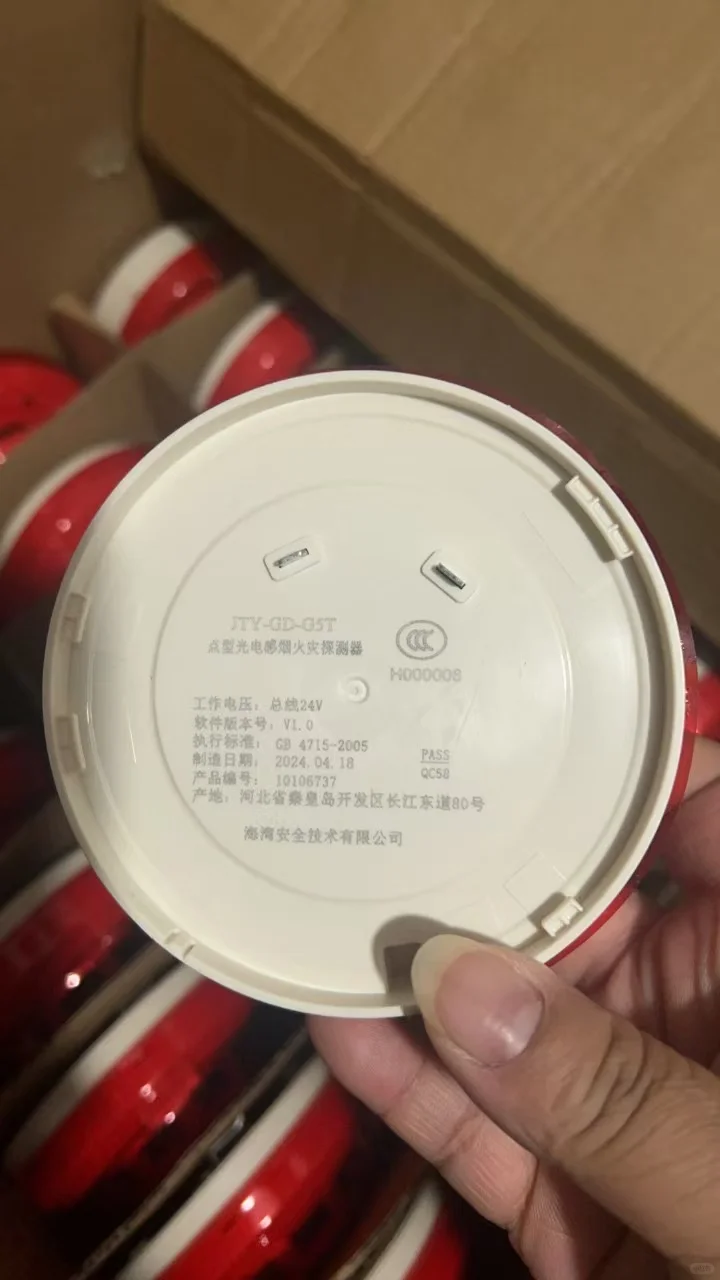 JTY-GD-G5T
点型光电感烟火灾探测器
CCC
H000008
工作电压：总线24V
软件版本号：V1.0
执行标准：GB 4715-2005
制造日期：2024.04.18
产品编号：10106737
产地：河北省秦皇岛开发区长江东道80号
PASS
QC58
海湾安全技术有限公司